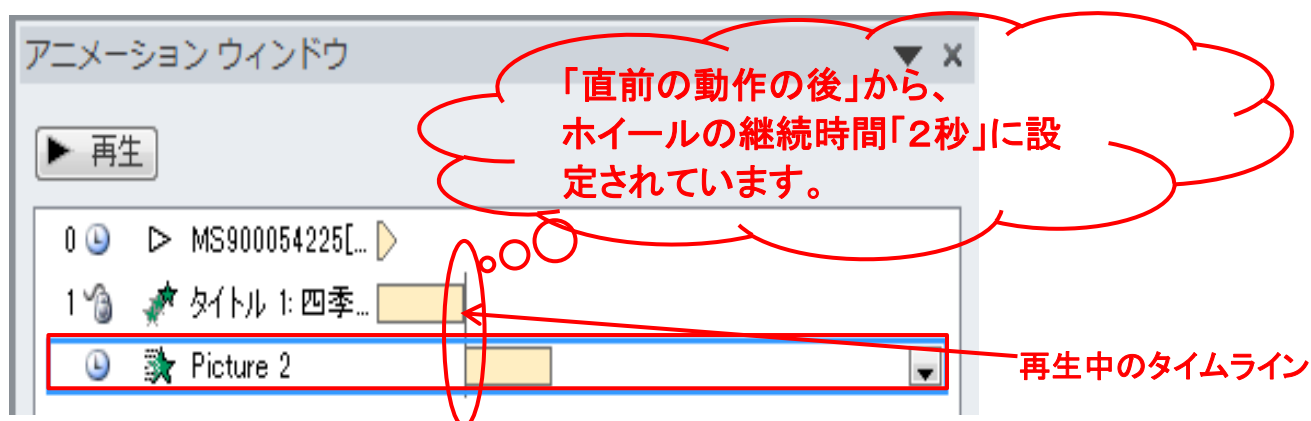 アニメーション ウィンドウ
「直前の動作の後」から、
ホイールの継続時間「２秒」に設
定されています。
再生
0 MS900054225[...
1 タイトル 1: 四季...
Picture 2
再生中のタイムライン